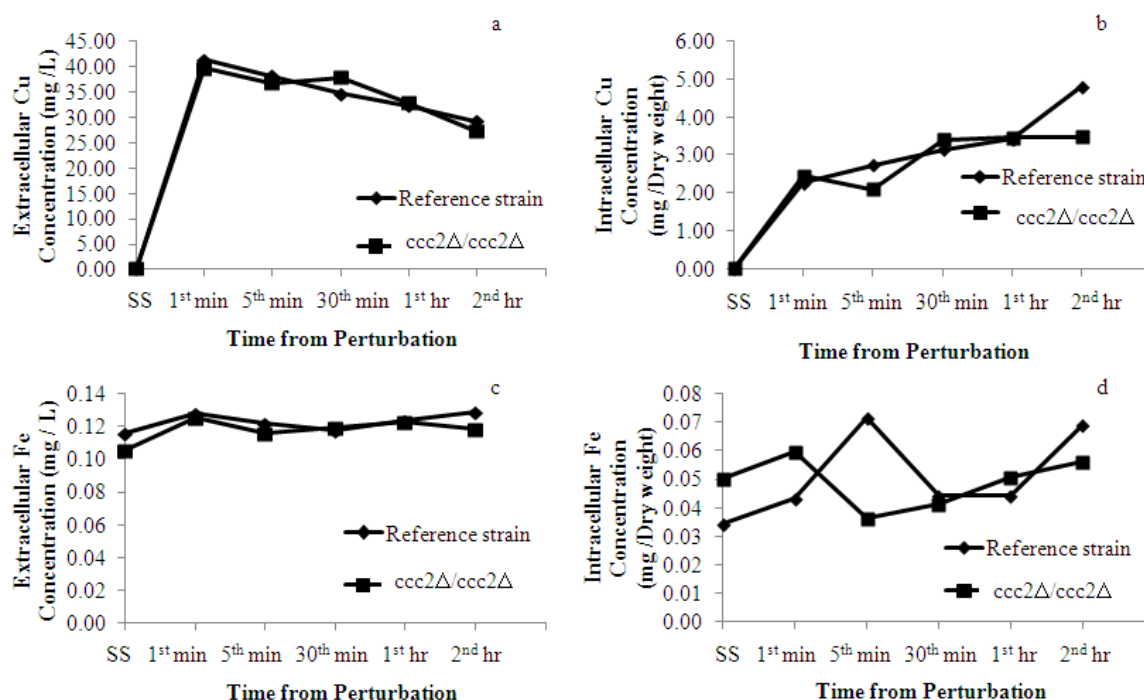 a
Extracellular Cu
Concentration (mg /L)
45.00
40.00
35.00
30.00
25.00
20.00
15.00
10.00
5.00
0.00
Reference strain
ccc2Δ/ccc2Δ
SS 1st min 5th min 30th min 1st hr 2nd hr
Time from Perturbation
b
Intracellular Cu
Concentration
(mg /Dry weight)
6.00
5.00
4.00
3.00
2.00
1.00
0.00
Reference strain
ccc2Δ/ccc2Δ
SS 1st min 5th min 30th min 1st hr 2nd hr
Time from Perturbation
c
Extracellular Fe
Concentration (mg / L)
0.14
0.12
0.10
0.08
0.06
0.04
0.02
0.00
Reference strain
ccc2Δ/ccc2Δ
SS 1st min 5th min 30th min 1st hr 2nd hr
Time from Perturbation
d
Intracellular Fe
Concentration
(mg /Dry weight)
0.08
0.07
0.06
0.05
0.04
0.03
0.02
0.01
0.00
Reference strain
ccc2Δ/ccc2Δ
SS 1st min 5th min 30th min 1st hr 2nd hr
Time from Perturbation